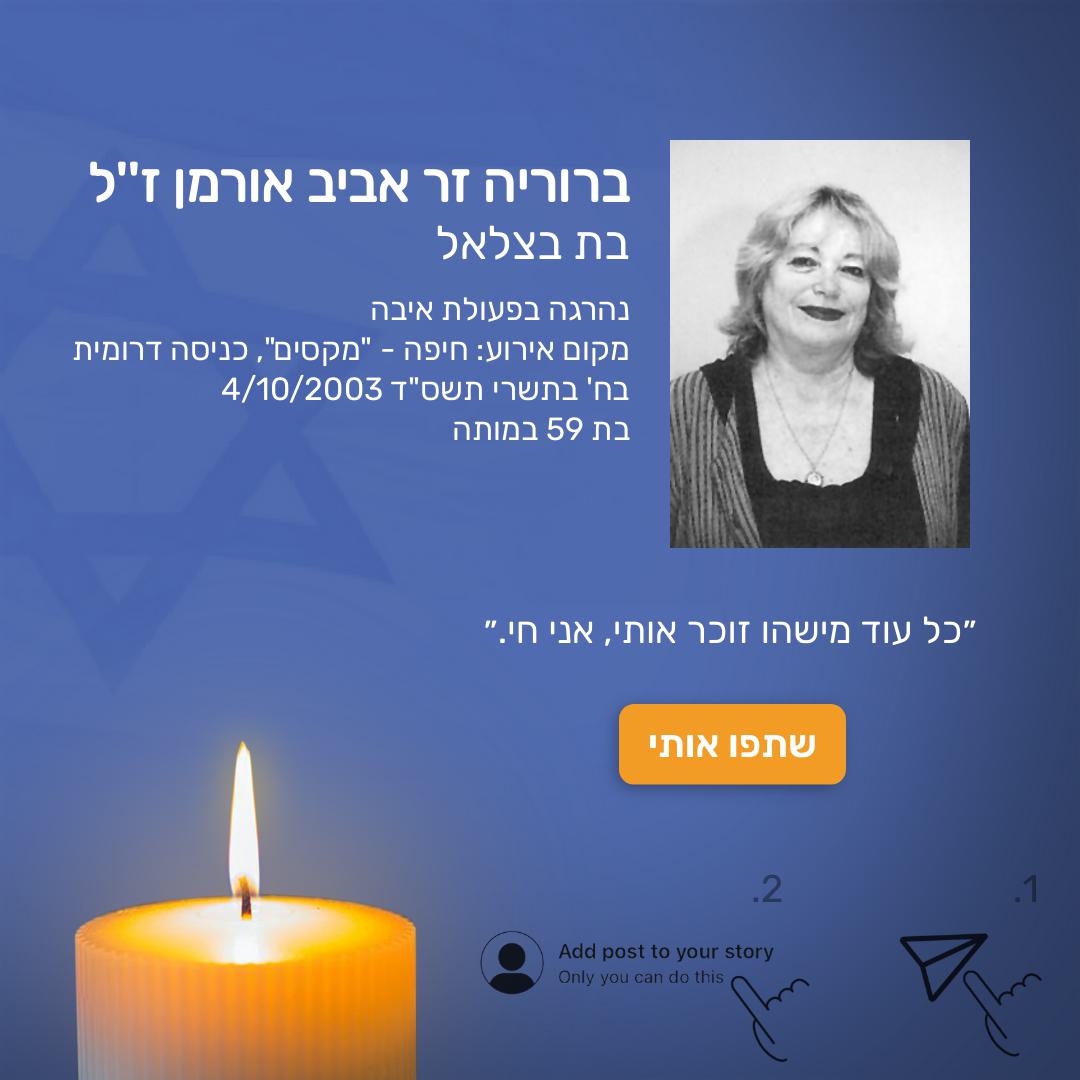 ברוריה זר אביב אורמן ז"ל
בת בצלאל
נהרגה בפעולת איבה
מקום אירוע: חיפה - "מקסים", כניסה דרומית
בח' בתשרי תשס"ד 4/10/2003
בת 59 במותה
״כל עוד מישהו זוכר אותי, אני חי.״
שתפו אותי
1.
2.
Add post to your story
Only you can do this